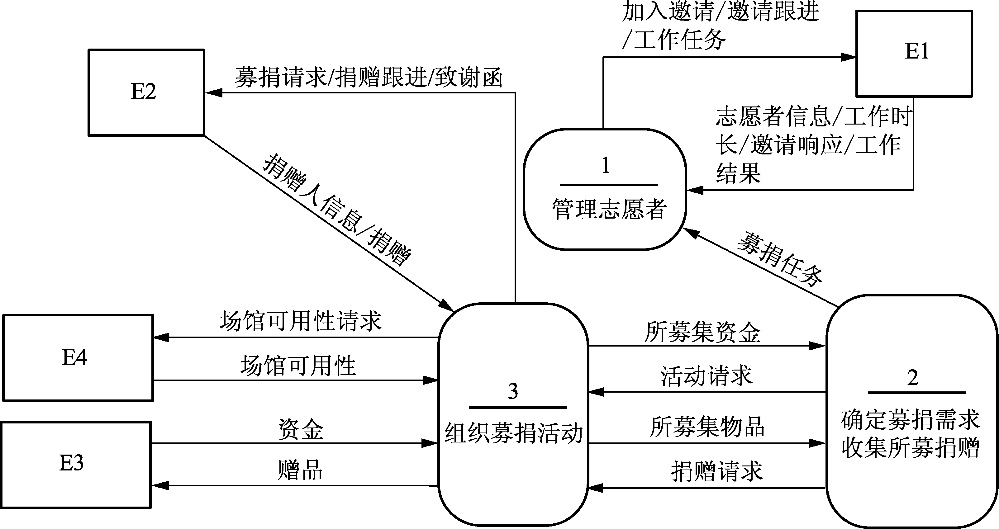 加入邀请/邀请跟进
/工作任务
E1
E2
募捐请求/捐赠跟进/致谢函
志愿者信息/工作时
长/邀请响应/工作
结果
1
管理志愿者
捐赠人信息/捐赠
募捐任务
场馆可用性请求
E4
场馆可用性
所募集资金
活动请求
3
组织募捐活动
2
确定募捐需求
收集所募捐赠
资金
所募集物品
E3
赠品
捐赠请求